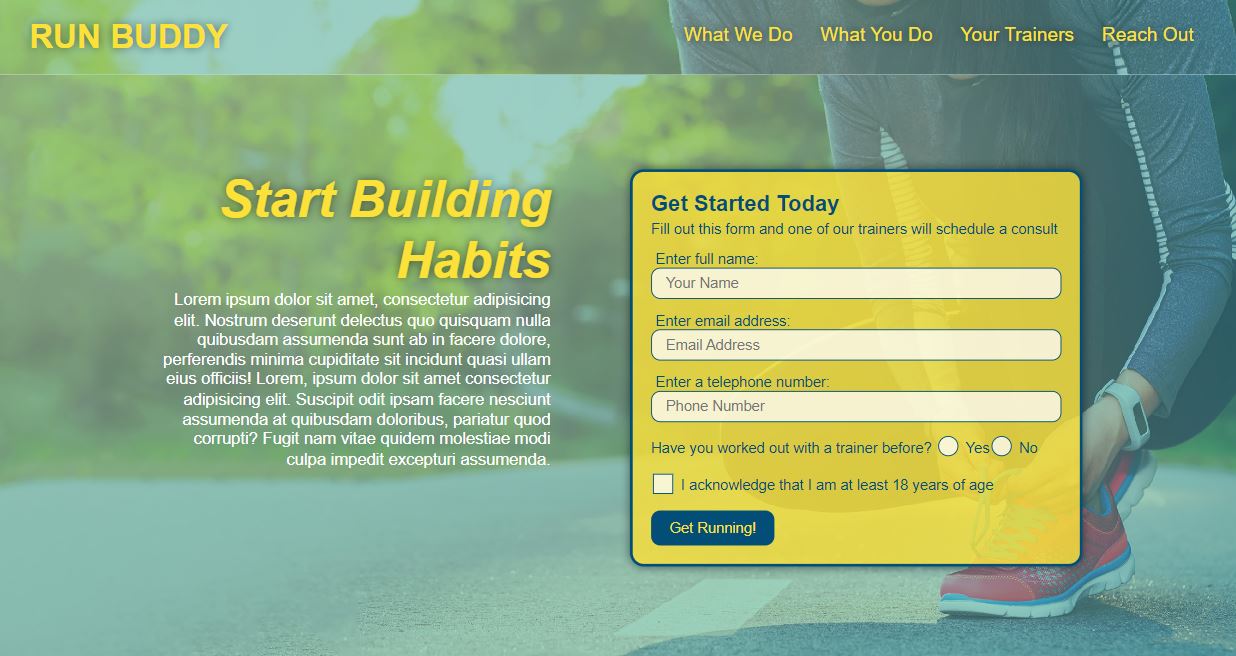 RUN BUDDY
What We Do What You Do Your Trainers Reach Out
Start Building
Habits
Lorem ipsum dolor sit amet, consectetur adipisicing
elit. Nostrum deserunt delectus quo quisquam nulla
quibusdam assumenda sunt ab in facere dolore,
perferendis minima cupiditate sit incidunt quasi ullam
eius officiis! Lorem, ipsum dolor sit amet consectetur
adipisicing elit. Suscipit odit ipsam facere nesciunt
assumenda at quibusdam doloribus, pariatur quod
corrupti? Fugit nam vitae quidem molestiae modi
culpa impedit excepturi assumenda.
Get Started Today
Fill out this form and one of our trainers will schedule a consult
Enter full name:
Your Name
Enter email address:
Email Address
Enter a telephone number:
Phone Number
Have you worked out with a trainer before? Yes No
I acknowledge that I am at least 18 years of age
Get Running!